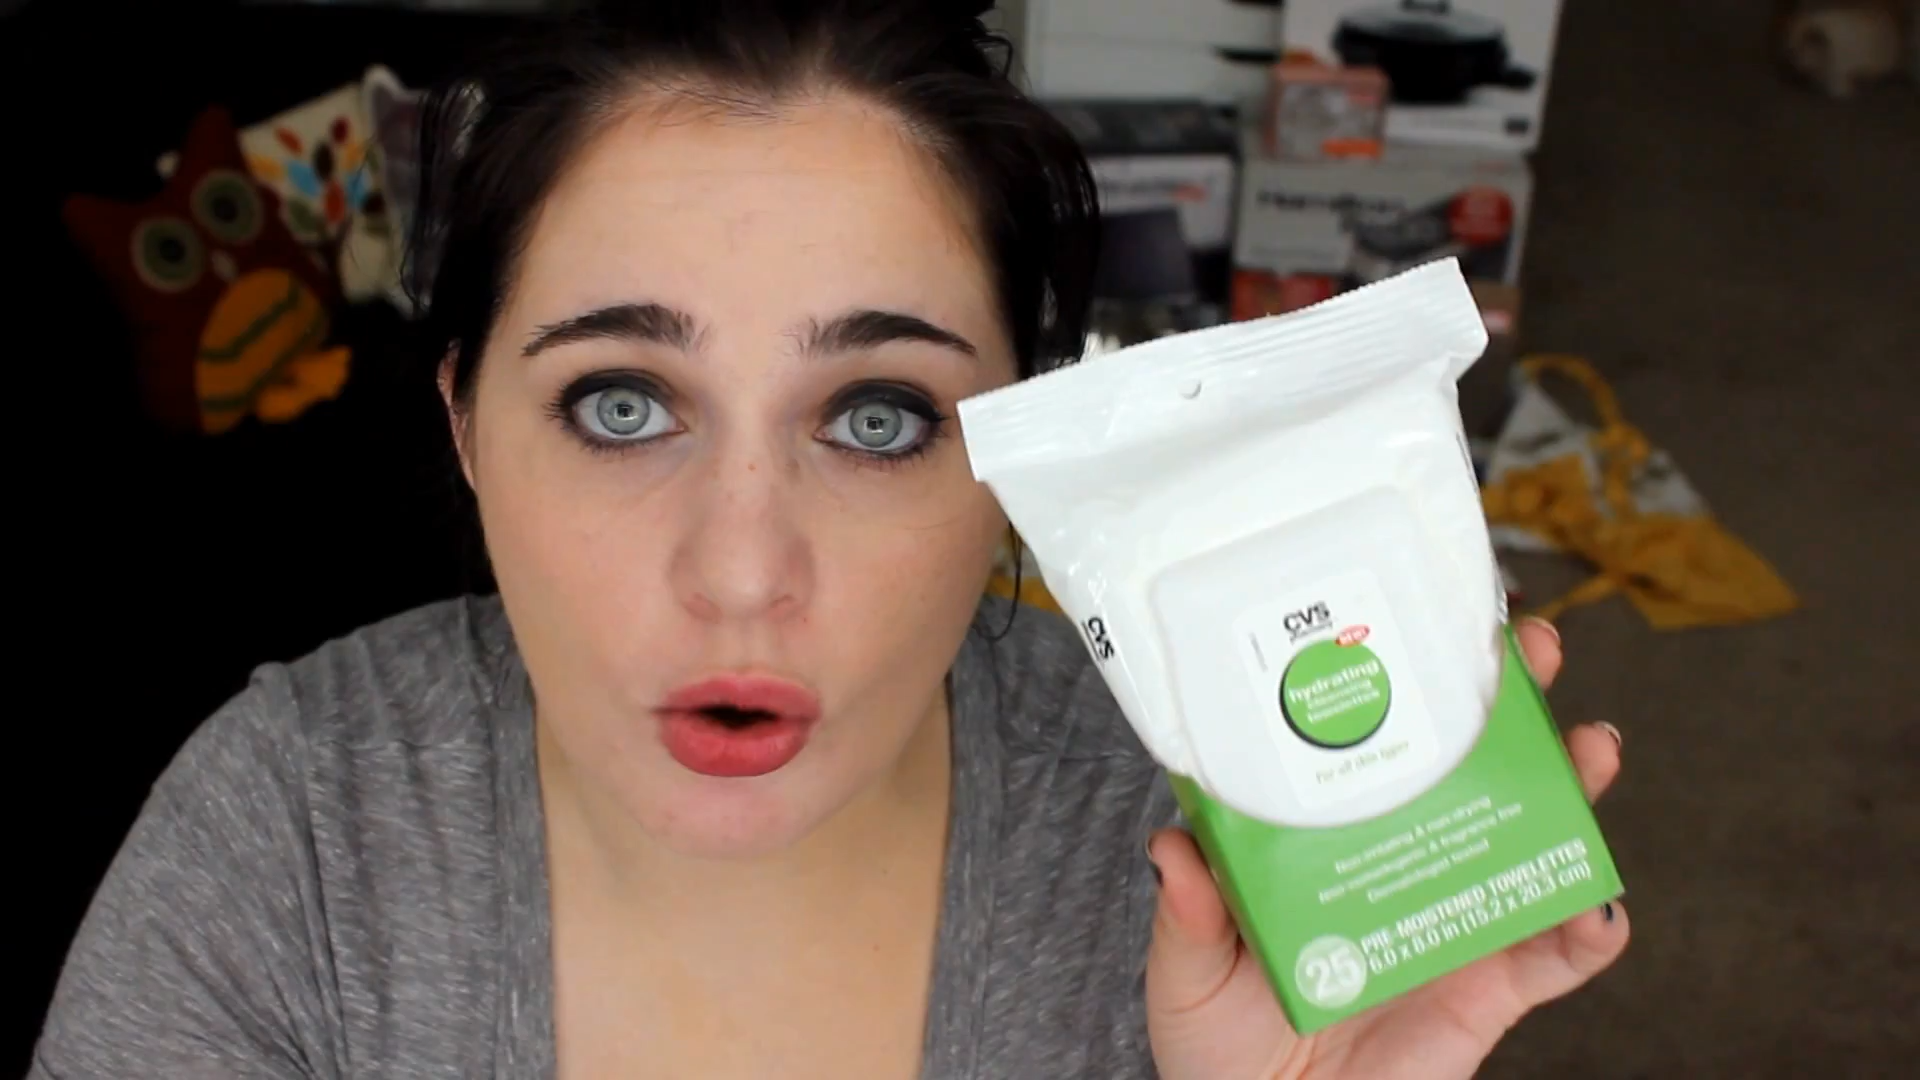 CVS
CVS
hydrating
cleansing
towelettes
For all skin types
Non-irritating & non-drying
Non-comedogenic & fragrance free
Dermatologist tested
25 PRE-MOISTENED TOWELETTES
6.0 x 8.0 in (15.2 x 20.3 cm)